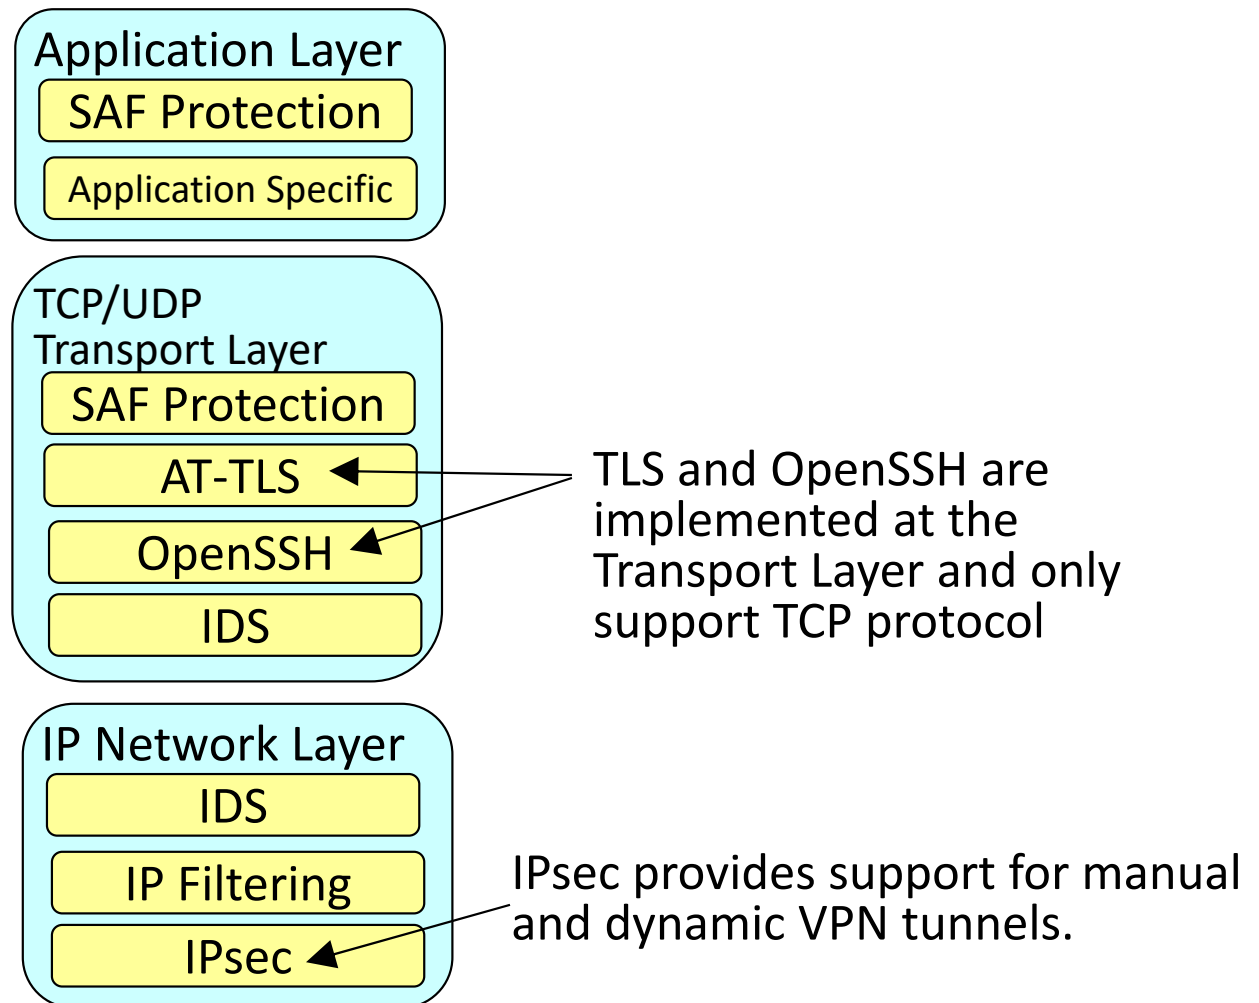 Application Layer
SAF Protection
Application Specific
TCP/UDP
Transport Layer
SAF Protection
AT-TLS
OpenSSH
IDS
TLS and OpenSSH are
implemented at the
Transport Layer and only
support TCP protocol
IP Network Layer
IDS
IP Filtering
IPsec
IPsec provides support for manual
and dynamic VPN tunnels.